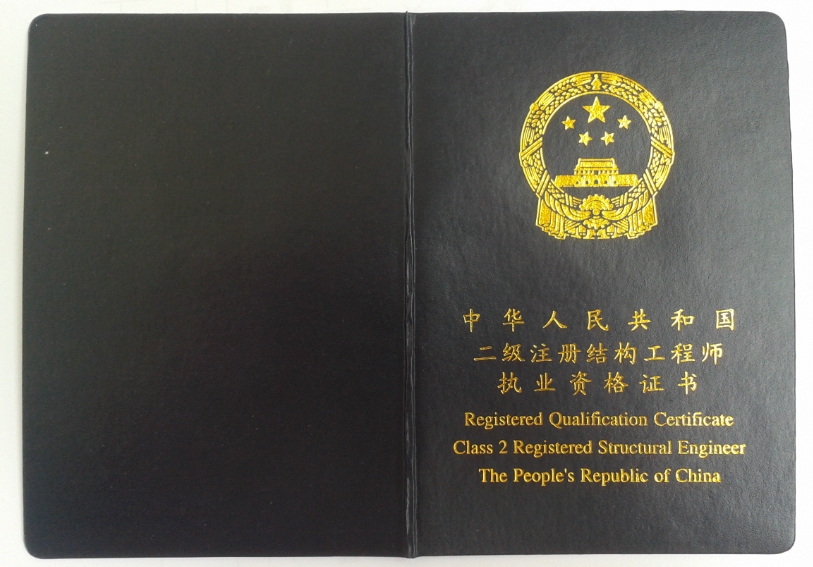 中华人民共和国
二级注册结构工程师
执业资格证书
Registered Qualification Certificate
Class 2 Registered Structural Engineer
The People's Republic of China